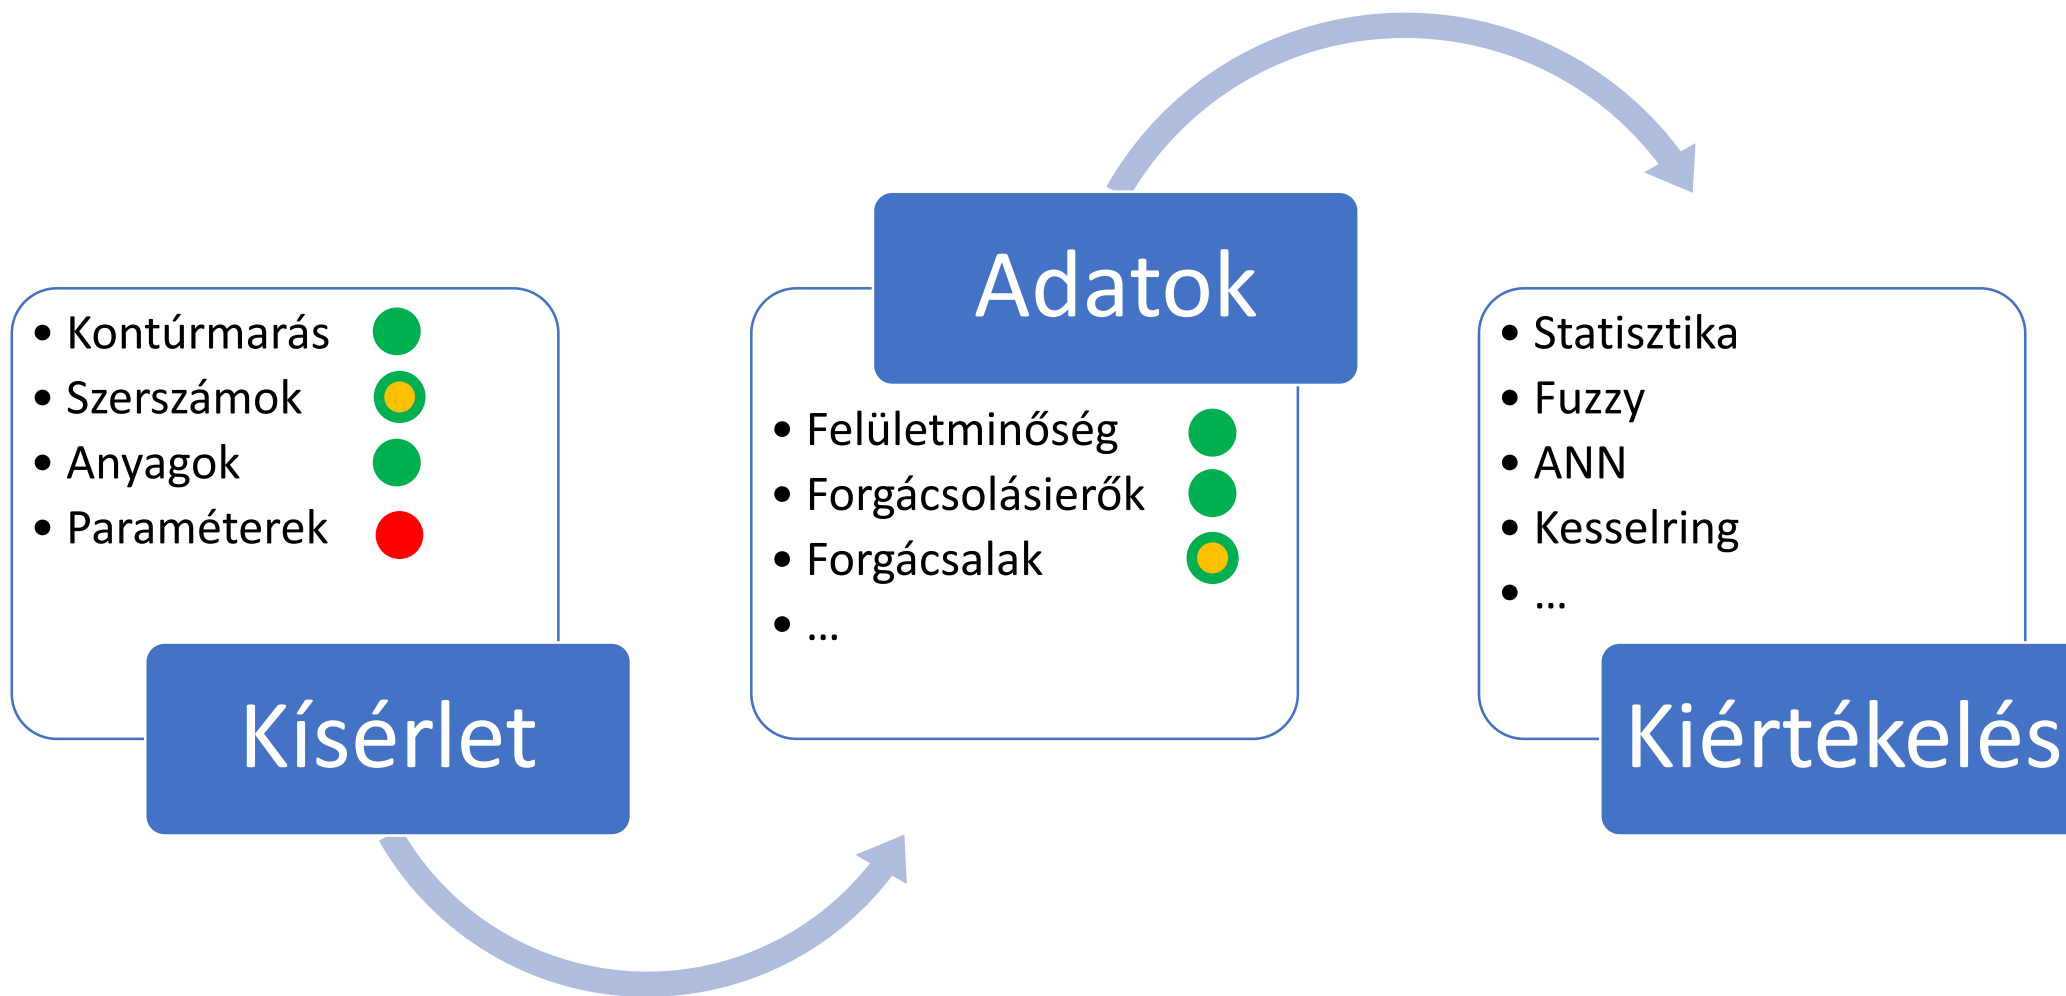 • Kontúrmarás
• Szerszámok
• Anyagok
• Paraméterek
Kísérlet
Adatok
• Felületminőség
• Forgácsolásierők
• Forgácsalak
• ...
• Statisztika
• Fuzzy
• ANN
• Kesselring
• ...
Kiértékelés